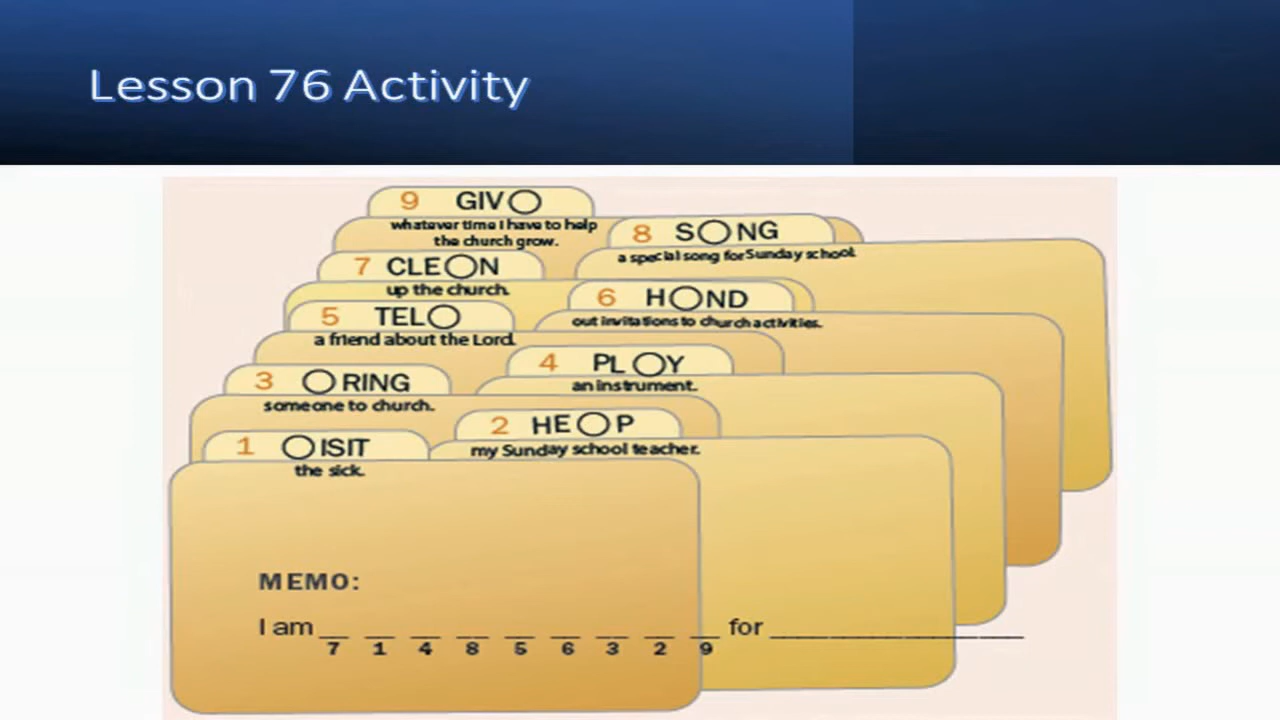 Lesson 76 Activity
9 GIV◯
whatever time I have to help
the church grow.
8 S◯NG
a special song for Sunday school.
7 CLE◯N
up the church.
6 H◯ND
out invitations to church activities.
5 TEL◯
a friend about the Lord.
4 PL◯Y
an instrument.
3 ◯RING
someone to church.
2 HE◯P
my Sunday school teacher.
1 ◯ISIT
the sick.
MEMO:
I am __ __ __ __ __ __ __ __ __ for ____________________
7 1 4 8 5 6 3 2 9